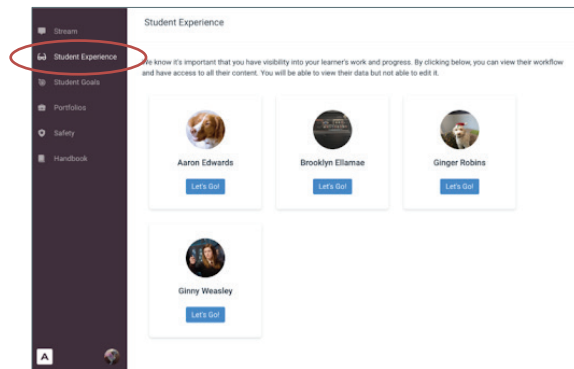 Student Experience
Stream
Student Experience
Student Goals
Portfolios
Safety
Handbook
We know it's important that you have visibility into your learner's work and progress. By clicking below, you can view their workflow
and have access to all their content. You will be able to view their data but not able to edit it.
Aaron Edwards
Let's Go!
Brooklyn Ellamae
Let's Go!
Ginger Robins
Let's Go!
Ginny Weasley
Let's Go!
A